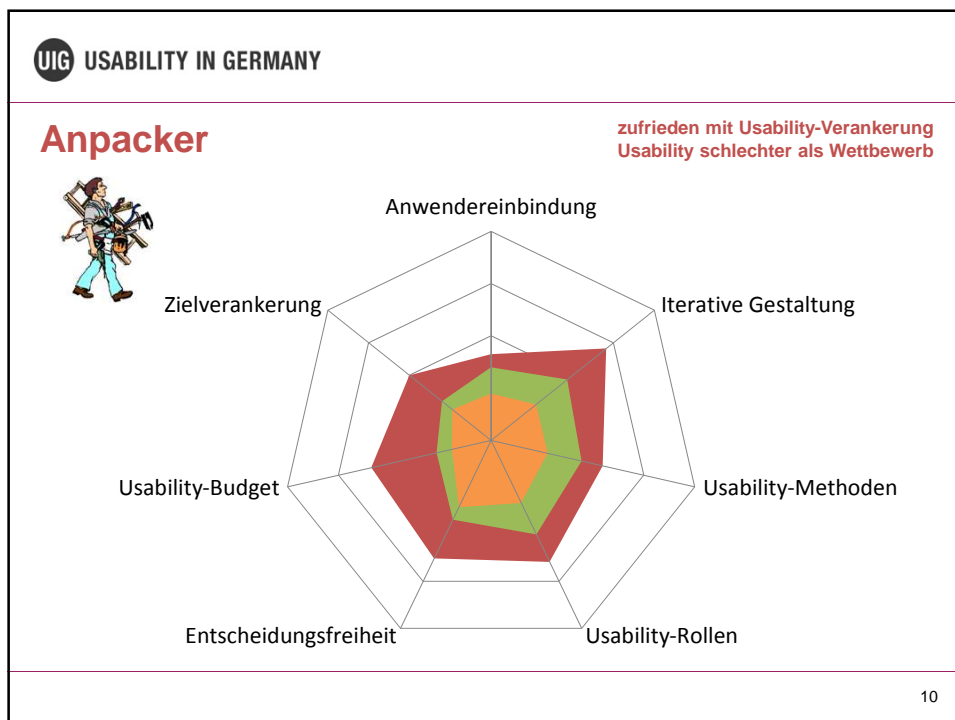 UIG USABILITY IN GERMANY
Anpacker
zufrieden mit Usability-Verankerung
Usability schlechter als Wettbewerb
Anwendereinbindung
Zielverankerung
Iterative Gestaltung
Usability-Budget
Usability-Methoden
Entscheidungsfreiheit
Usability-Rollen
10